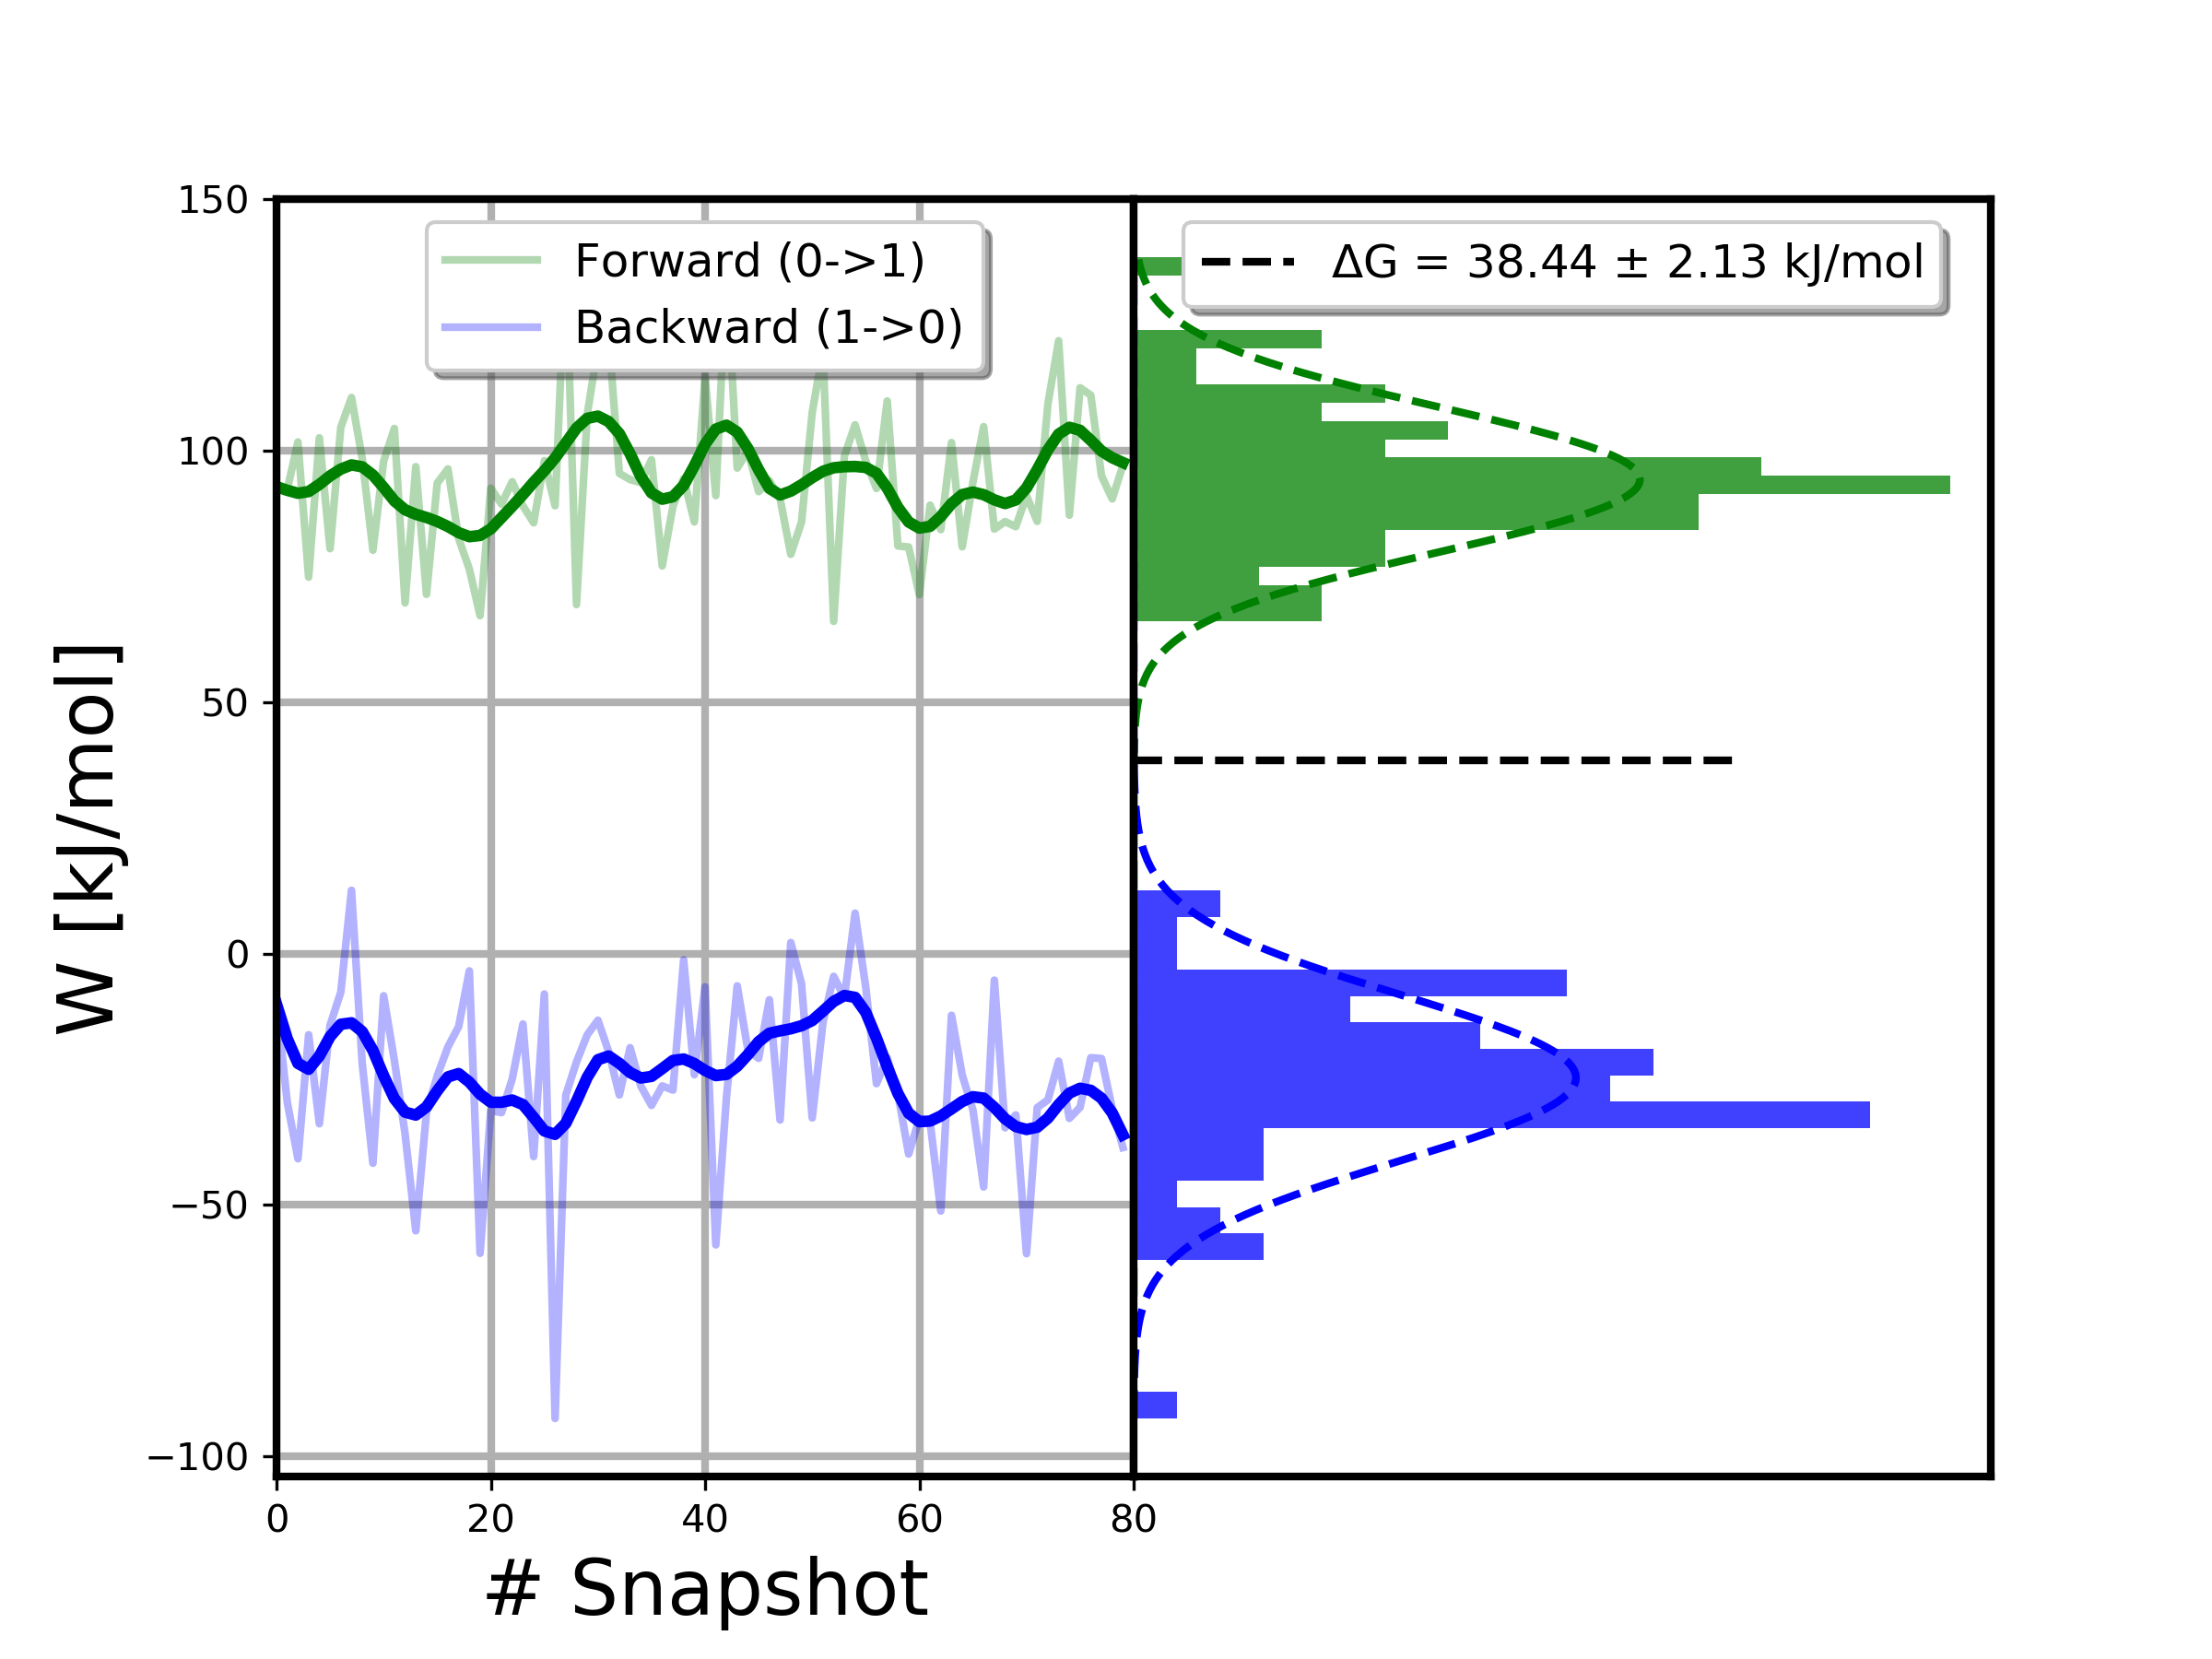 150
100
50
0
−50
−100
W [kJ/mol]
Forward (0->1)
Backward (1->0)
ΔG = 38.44 ± 2.13 kJ/mol
0 20 40 60 80
# Snapshot